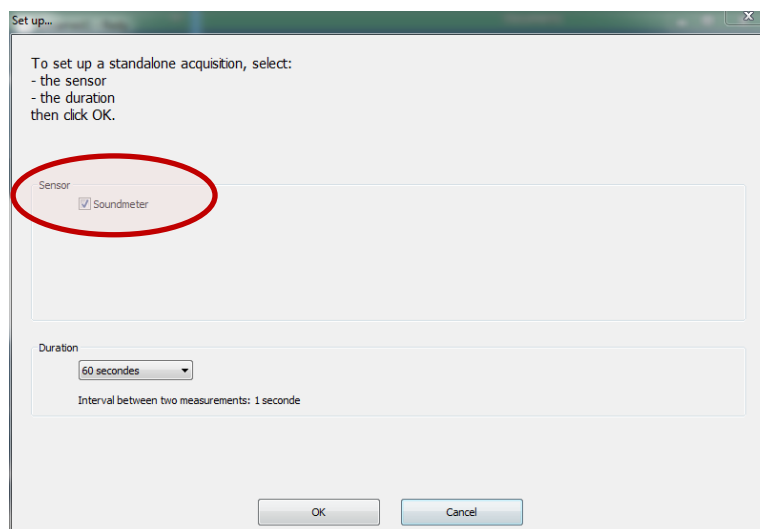 Set up...
To set up a standalone acquisition, select:
- the sensor
- the duration
then click OK.
Sensor
Soundmeter
Duration
60 secondes
Interval between two measurements: 1 seconde
OK
Cancel